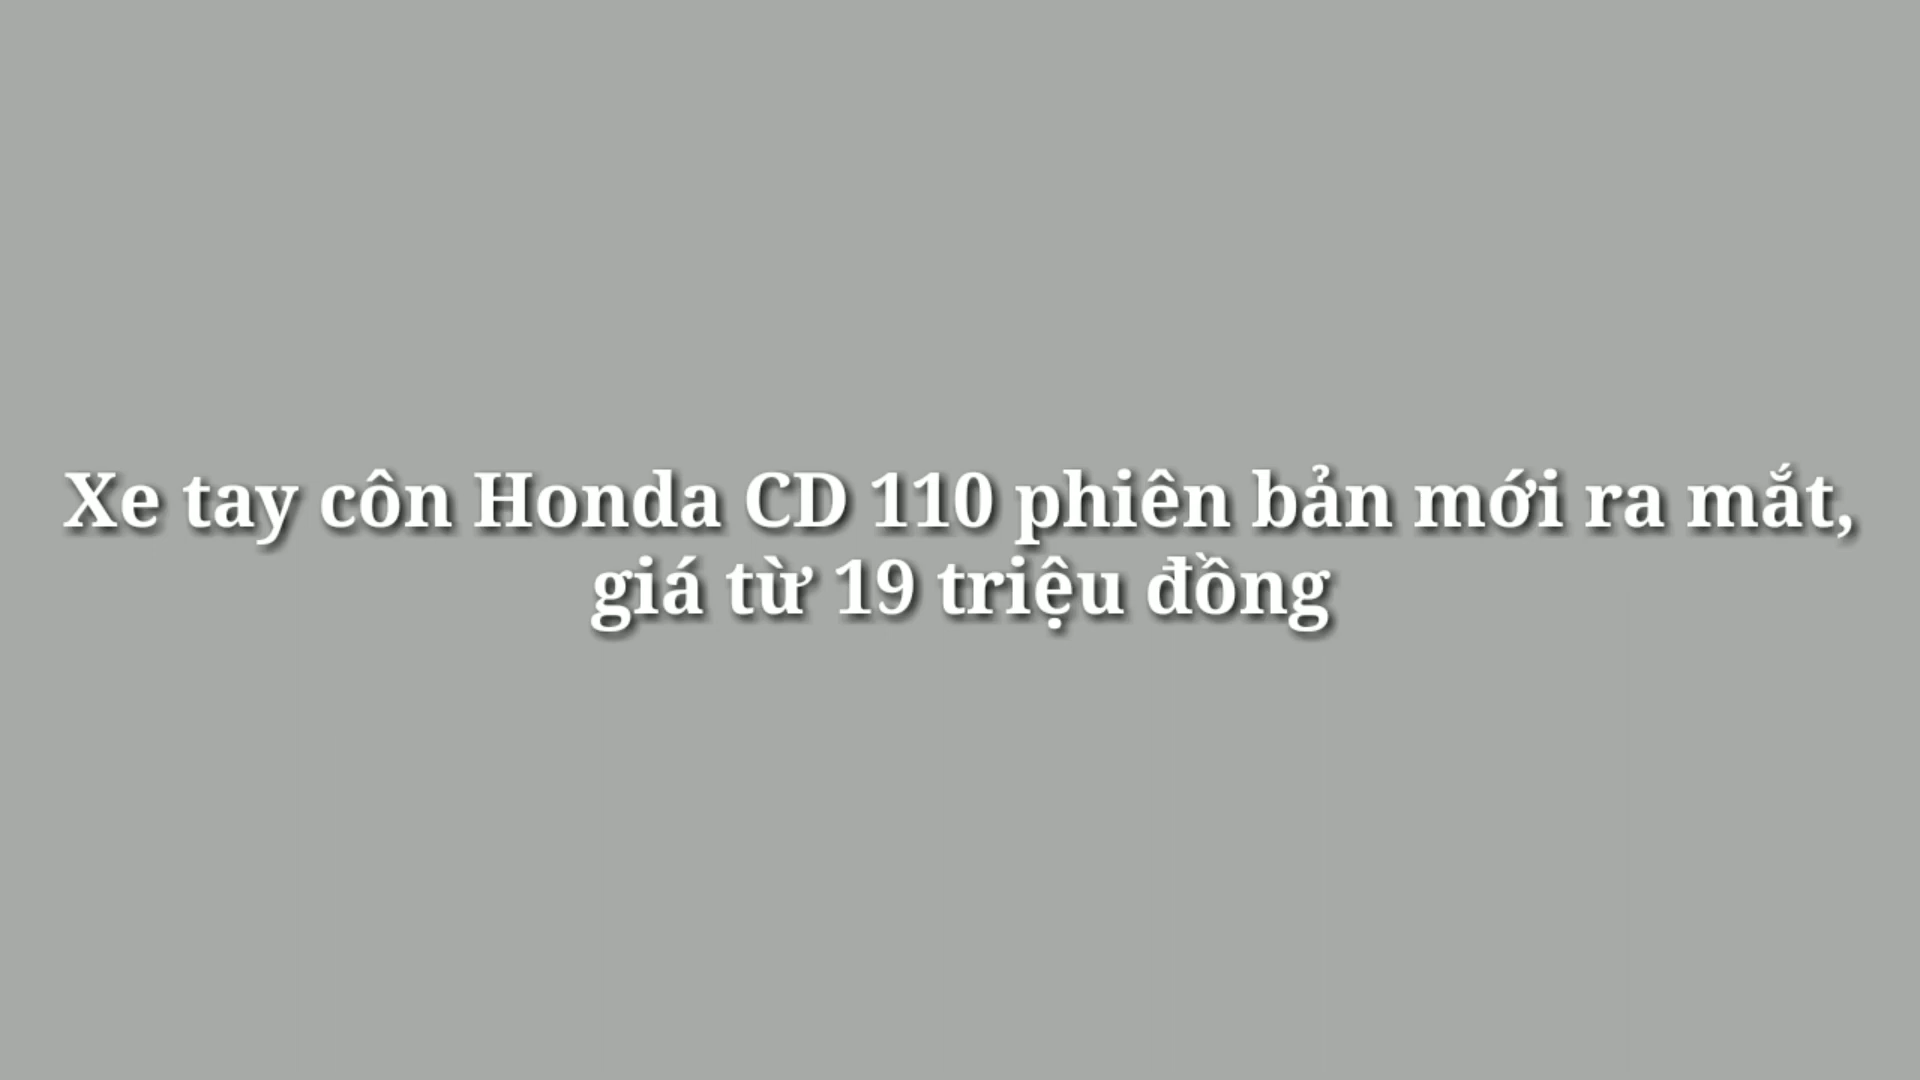 Xe tay côn Honda CD 110 phiên bản mới ra mắt,
giá từ 19 triệu đồng